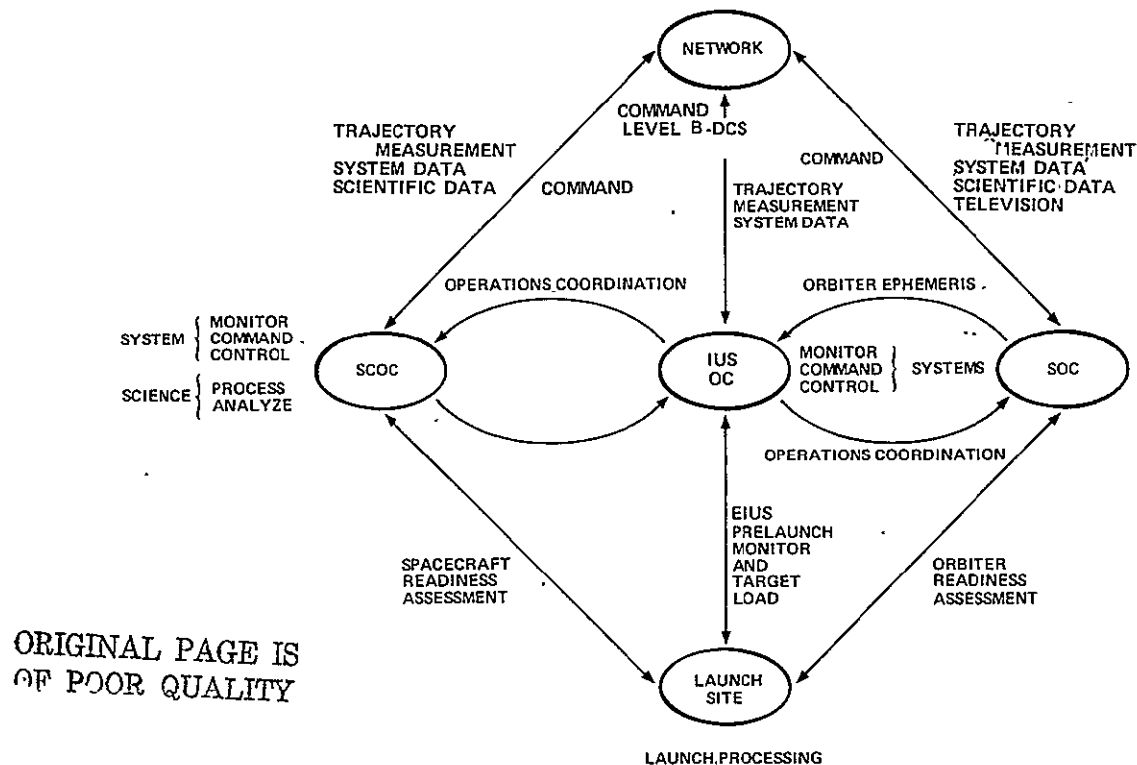 NETWORK
COMMAND
LEVEL B-DCS
TRAJECTORY
MEASUREMENT
SYSTEM DATA
SCIENTIFIC DATA
COMMAND
TRAJECTORY
MEASUREMENT
SYSTEM DATA
COMMAND
TRAJECTORY
MEASUREMENT
SYSTEM DATA
SCIENTIFIC DATA
TELEVISION
OPERATIONS COORDINATION
ORBITER EPHEMERIS
SYSTEM
MONITOR
COMMAND
CONTROL
SCIENCE
PROCESS
ANALYZE
SCOC
IUS
OC
MONITOR
COMMAND
CONTROL
SYSTEMS
SOC
OPERATIONS COORDINATION
SPACECRAFT
READINESS
ASSESSMENT
EIUS
PRELAUNCH
MONITOR
AND
TARGET
LOAD
ORBITER
READINESS
ASSESSMENT
ORIGINAL PAGE IS
OF POOR QUALITY
LAUNCH
SITE
LAUNCH PROCESSING